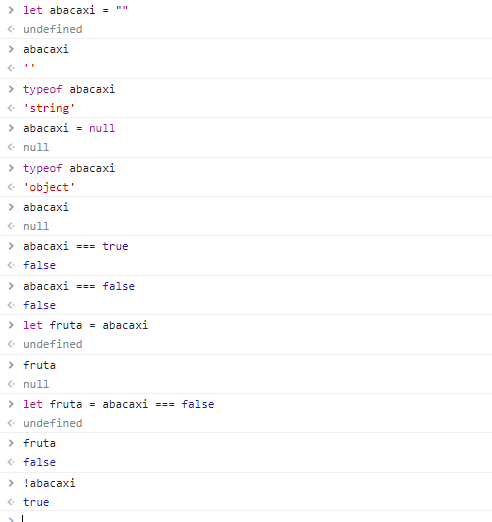 > let abacaxi = ""
< undefined
> abacaxi
< ''
> typeof abacaxi
< 'string'
> abacaxi = null
< null
> typeof abacaxi
< 'object'
> abacaxi
< null
> abacaxi === true
< false
> abacaxi === false
< false
> let fruta = abacaxi
< undefined
> fruta
< null
> let fruta = abacaxi === false
< undefined
> fruta
< false
> !abacaxi
< true
>